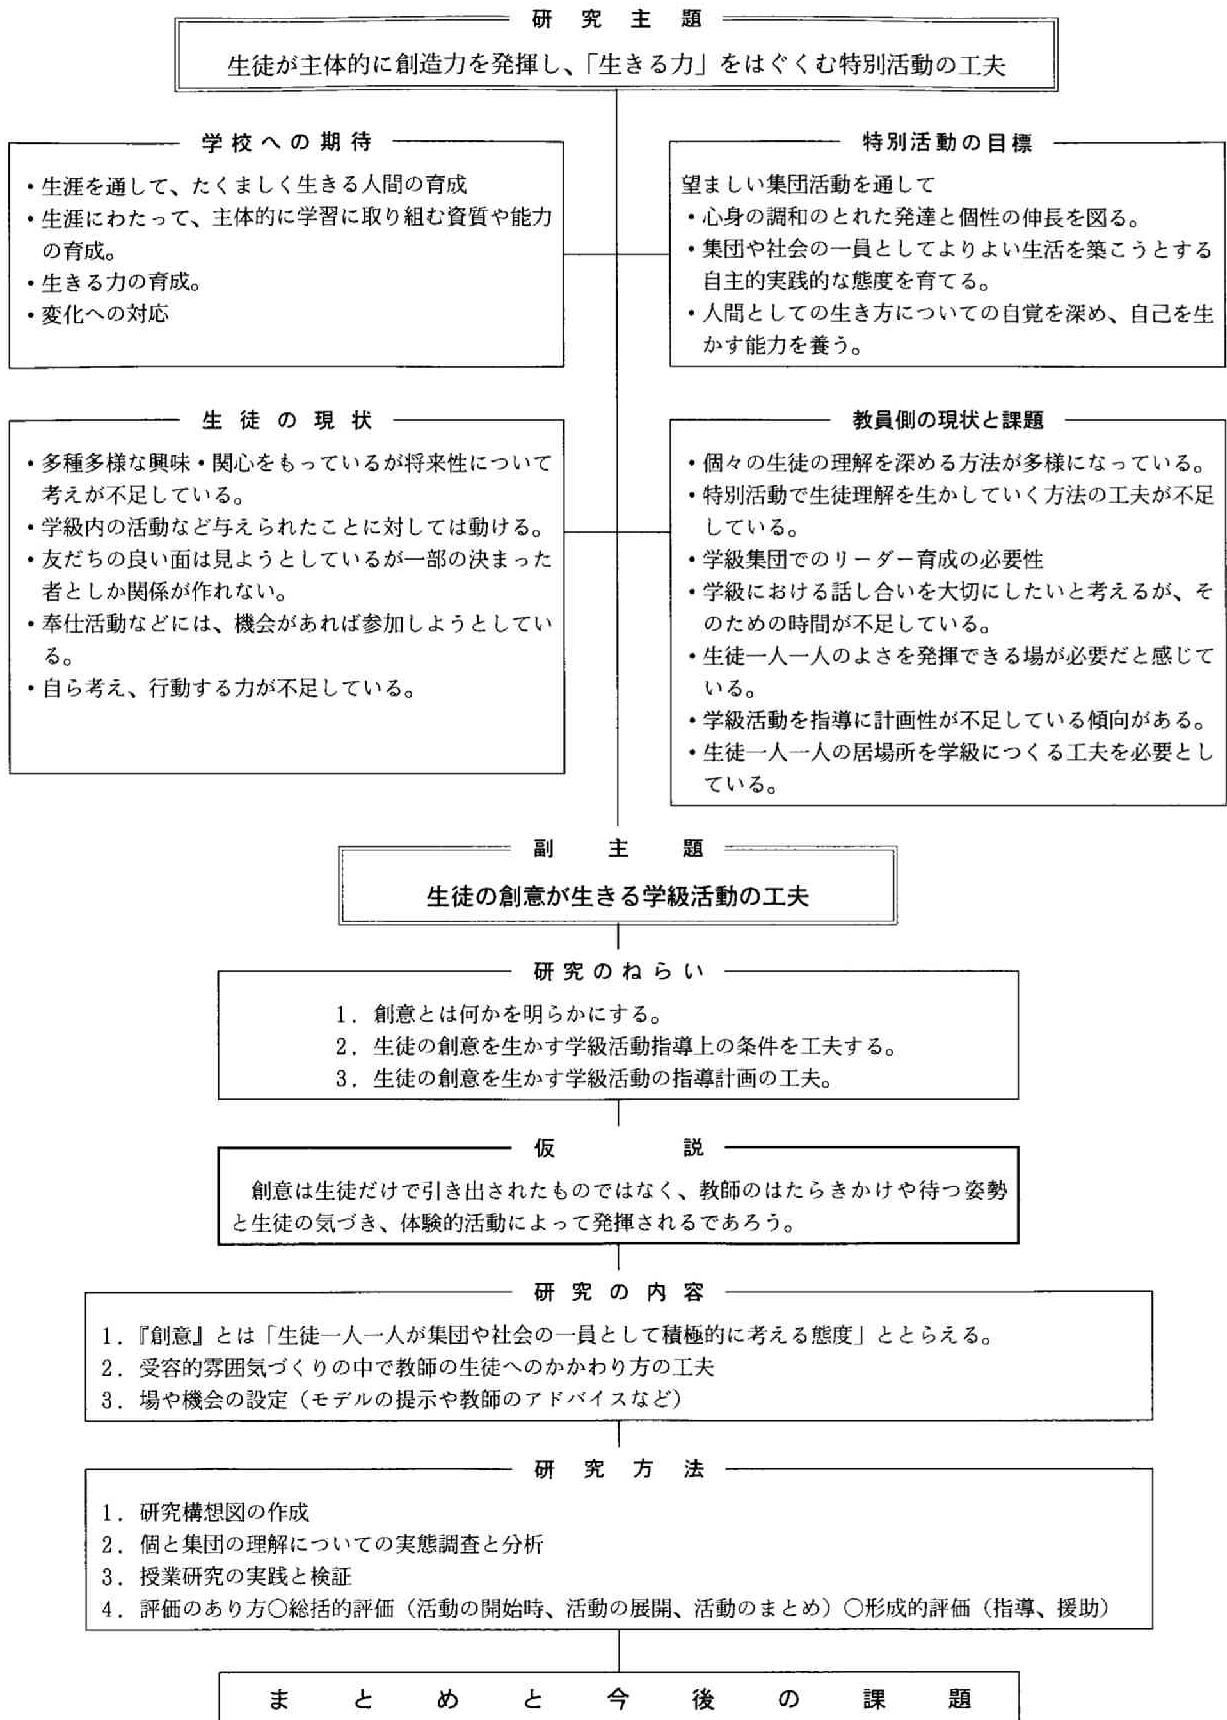 研究主題
生徒が主体的に創造力を発揮し、「生きる力」をはぐくむ特別活動の工夫
学校への期待
・生涯を通して、たくましく生きる人間の育成
・生涯にわたって、主体的に学習に取り組む資質や能力
の育成。
・生きる力の育成。
・変化への対応
特別活動の目標
望ましい集団活動を通して
・心身の調和のとれた発達と個性の伸長を図る。
・集団や社会の一員としてよりよい生活を築こうとする
自主的実践的な態度を育てる。
・人間としての生き方についての自覚を深め、自己を生
かす能力を養う。
生徒の現状
・多種多様な興味・関心をもっているが将来性について
考えが不足している。
・学級内の活動など与えられたことに対しては動ける。
・友だちの良い面は見ようとしているが一部の決まった
者としか関係が作れない。
・奉仕活動などには、機会があれば参加しようとしてい
る。
・自ら考え、行動する力が不足している。
教員側の現状と課題
・個々の生徒の理解を深める方法が多様になっている。
・特別活動で生徒理解を生かしていく方法の工夫が不足
している。
・学級集団でのリーダー育成の必要性
・学級における話し合いを大切にしたいと考えるが、そ
のための時間が不足している。
・生徒一人一人のよさを発揮できる場が必要だと感じて
いる。
・学級活動を指導に計画性が不足している傾向がある。
・生徒一人一人の居場所を学級につくる工夫を必要とし
ている。
副主題
生徒の創意が生きる学級活動の工夫
研究のねらい
1．創意とは何かを明らかにする。
2．生徒の創意を生かす学級活動指導上の条件を工夫する。
3．生徒の創意を生かす学級活動の指導計画の工夫。
仮説
創意は生徒だけで引き出されたものではなく、教師のはたらきかけや待つ姿勢
と生徒の気づき、体験的活動によって発揮されるであろう。
研究の内容
1．『創意』とは「生徒一人一人が集団や社会の一員として積極的に考える態度」ととらえる。
2．受容的雰囲気づくりの中で教師の生徒へのかかわり方の工夫
3．場や機会の設定（モデルの提示や教師のアドバイスなど）
研究方法
1．研究構想図の作成
2．個と集団の理解についての実態調査と分析
3．授業研究の実践と検証
4．評価のあり方○総括的評価（活動の開始時、活動の展開、活動のまとめ）○形成的評価（指導、援助）
まとめと今後の課題